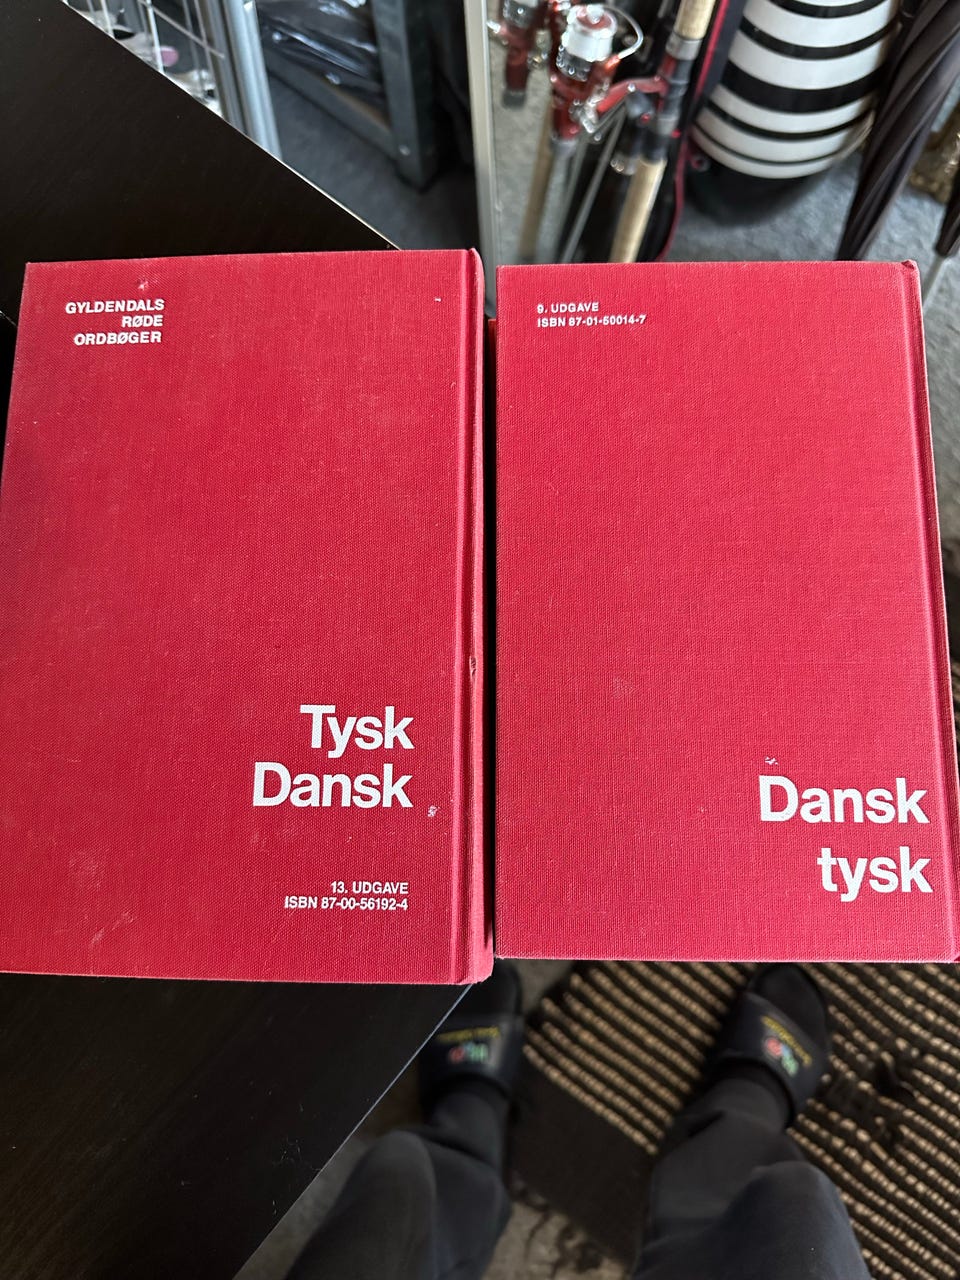 GYLDENDALS
RØDE
ORDBØGER
Tysk
Dansk
13. UDGAVE
ISBN 87-00-56192-4
9. UDGAVE
ISBN 87-01-50014-7
Dansk
tysk